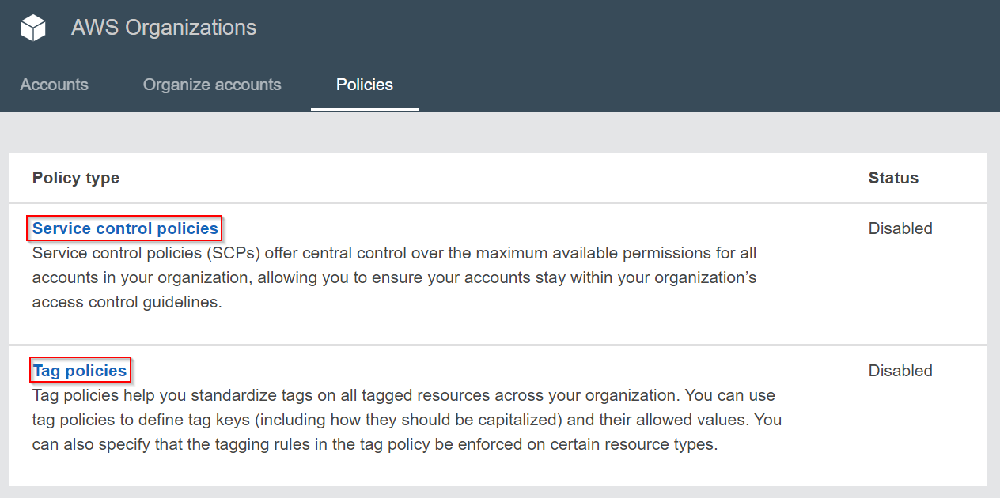 AWS Organizations
Accounts Organize accounts Policies
Policy type Status
Service control policies Disabled
Service control policies (SCPs) offer central control over the maximum available permissions for all
accounts in your organization, allowing you to ensure your accounts stay within your organization’s
access control guidelines.
Tag policies Disabled
Tag policies help you standardize tags on all tagged resources across your organization. You can use
tag policies to define tag keys (including how they should be capitalized) and their allowed values. You
can also specify that the tagging rules in the tag policy be enforced on certain resource types.